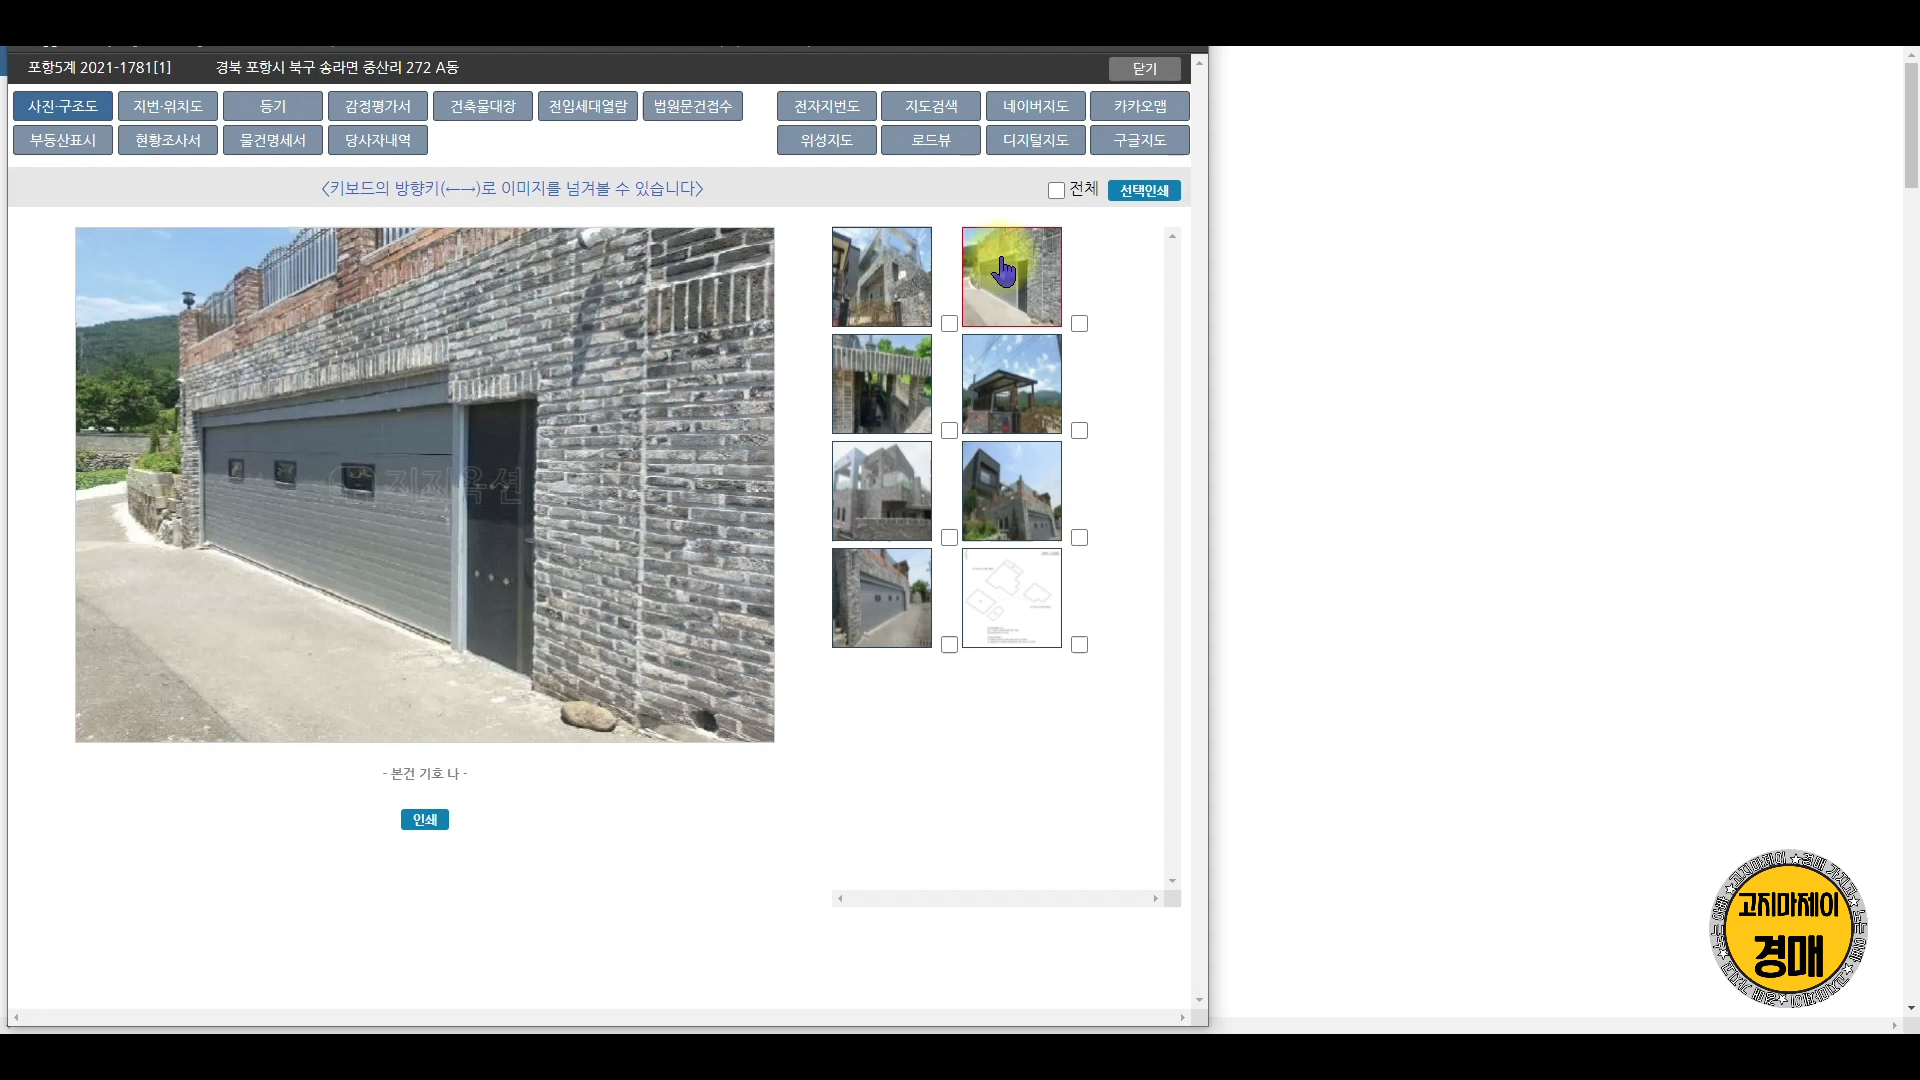 포항5계 2021-1781[1] 경북 포항시 북구 송라면 중산리 272 A동 닫기
사진·구조도 지번·위치도 등기 감정평가서 건축물대장 전입세대열람 법원문건접수 전자지번도 지도검색 네이버지도 카카오맵
부동산표시 현황조사서 물건명세서 당사자내역 위성지도 로드뷰 디지털지도 구글지도
<키보드의 방향키(←→)로 이미지를 넘겨볼 수 있습니다> 전체 선택인쇄
지지옥션
- 본건 기호 나 -
인쇄
고지마제이
경매